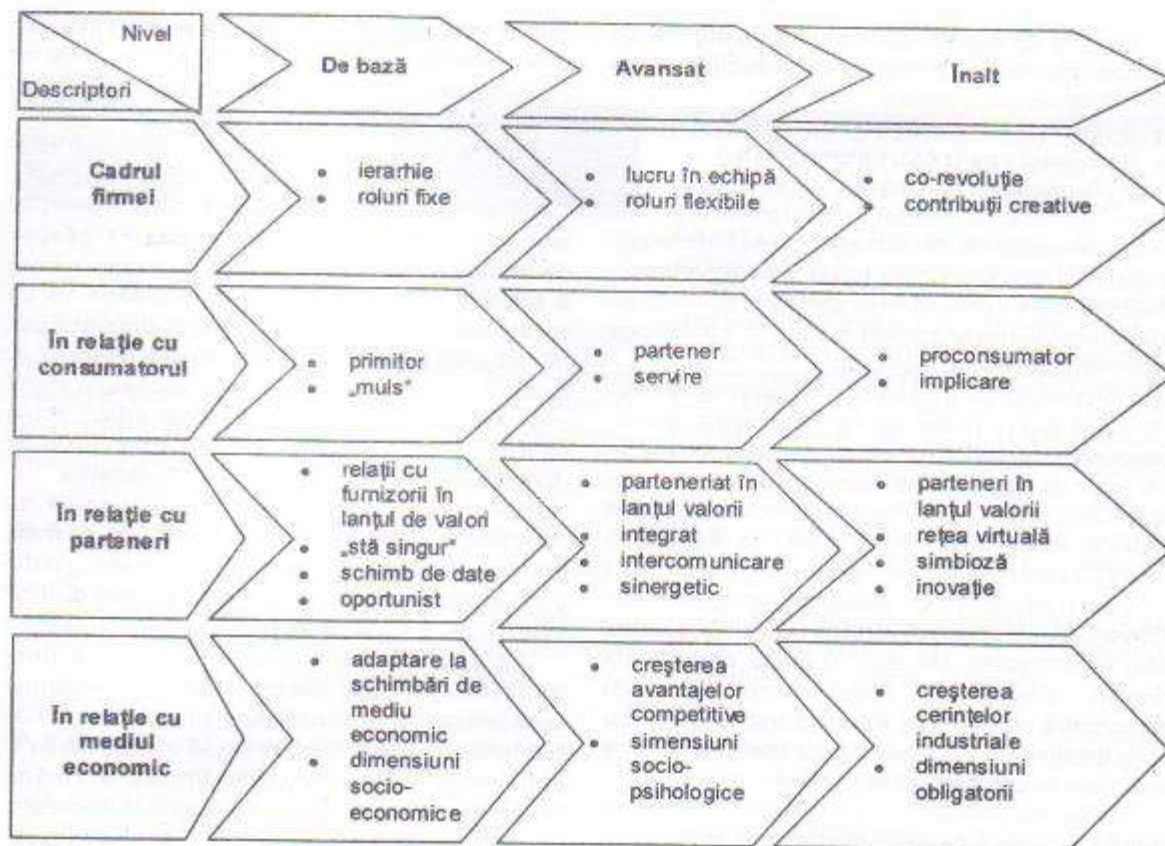 Nivel
Descriptori
De bază
Avansat
Înalt
Cadrul
firmei
• ierarhie
• roluri fixe
• lucru în echipă
• roluri flexibile
• co-revoluție
• contribuții creative
În relație cu
consumatorul
• primitor
• „muls“
• partener
• servire
• proconsumator
• implicare
În relație cu
parteneri
• relații cu
furnizorii în
lanțul de valori
• „stă singur“
• schimb de date
• oportunist
• parteneriat în
lanțul valorii
• integrat
• intercomunicare
• sinergetic
• parteneri în
lanțul valorii
• rețea virtuală
• simbioză
• inovație
În relație cu
mediul
economic
• adaptare la
schimbări de
mediu
economic
• dimensiuni
socio-
economice
• creșterea
avantajelor
competitive
• simensiuni
socio-
psihologice
• creșterea
cerințelor
industriale
• dimensiuni
obligatorii